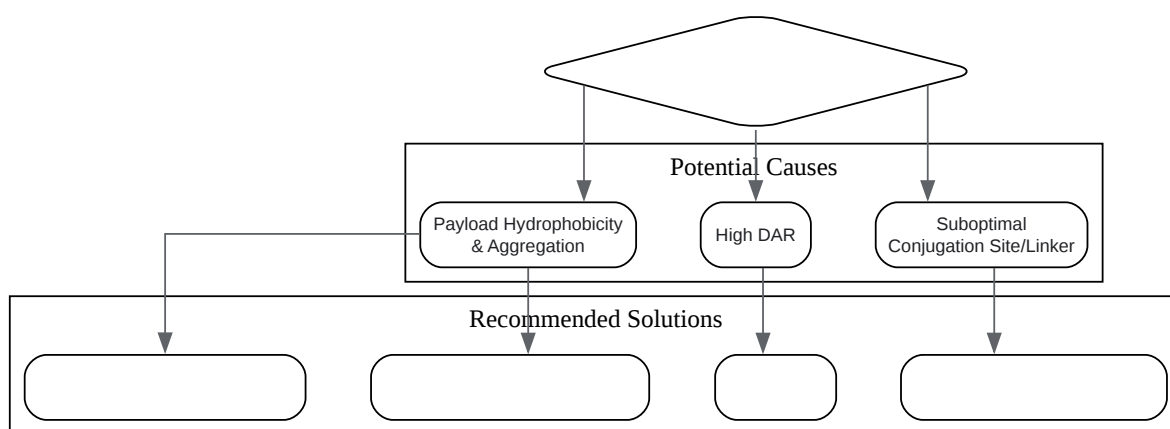 Potential Causes
Payload Hydrophobicity
& Aggregation
High DAR
Suboptimal
Conjugation Site/Linker
Recommended Solutions